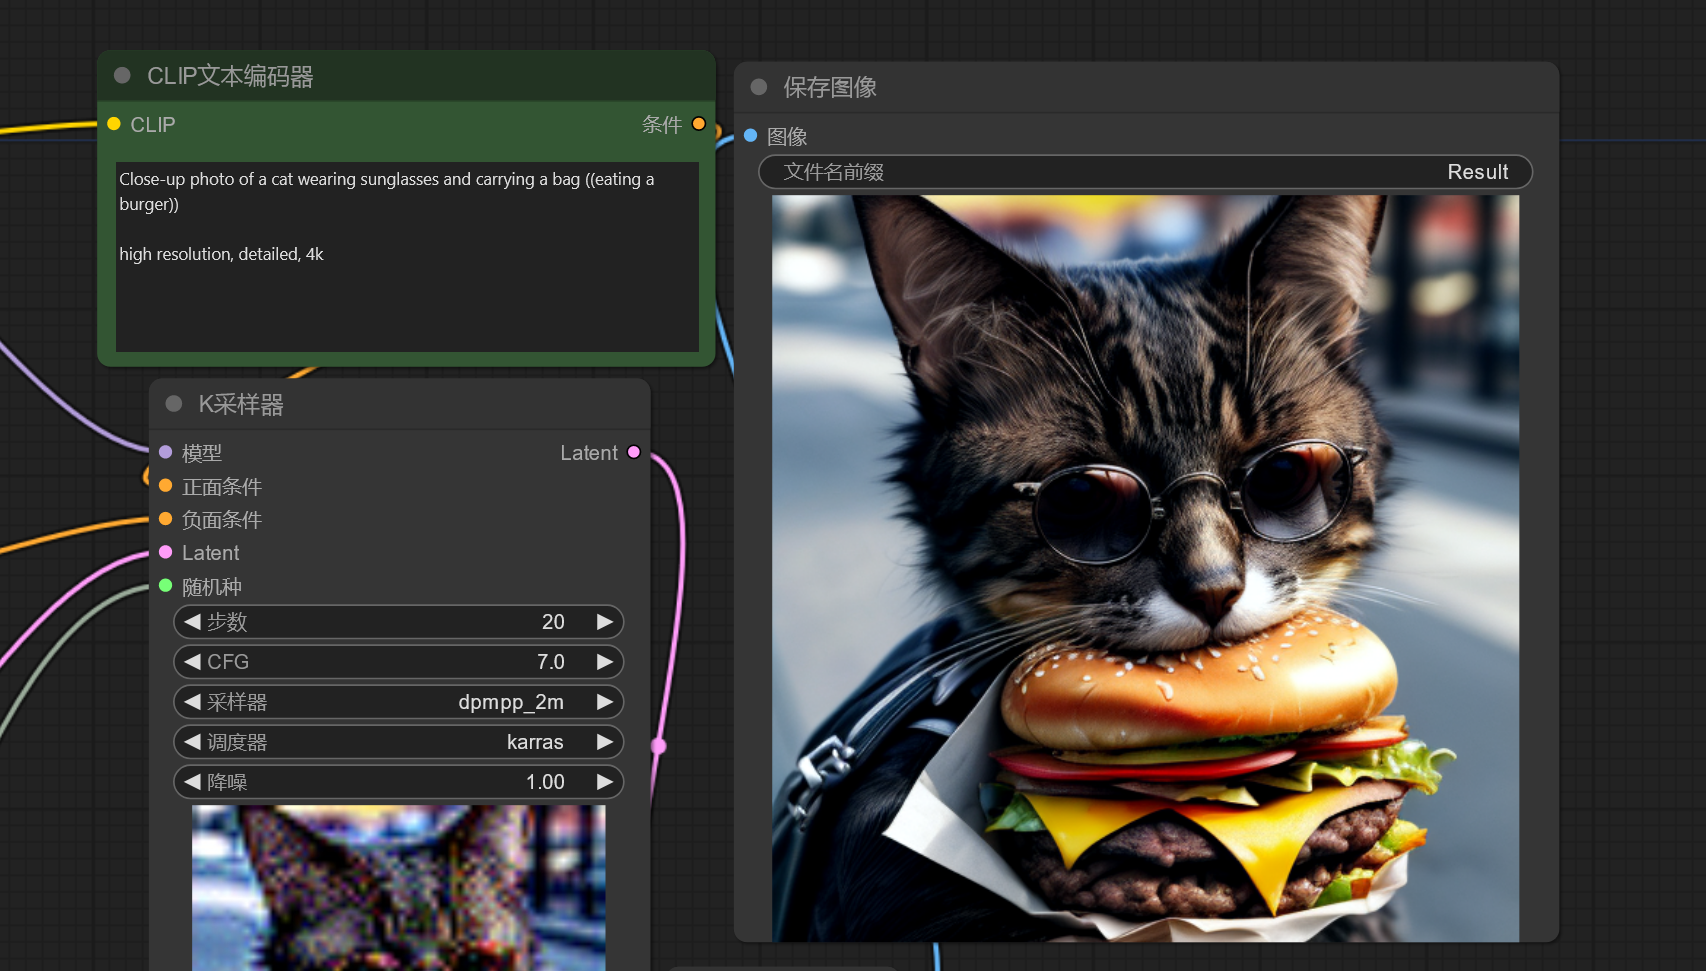 CLIP文本编码器
CLIP
条件
Close-up photo of a cat wearing sunglasses and carrying a bag ((eating a
burger))
high resolution, detailed, 4k
K采样器
模型
Latent
正面条件
负面条件
Latent
随机种
步数 20
CFG 7.0
采样器 dpmpp_2m
调度器 karras
降噪 1.00
保存图像
图像
文件名前缀 Result